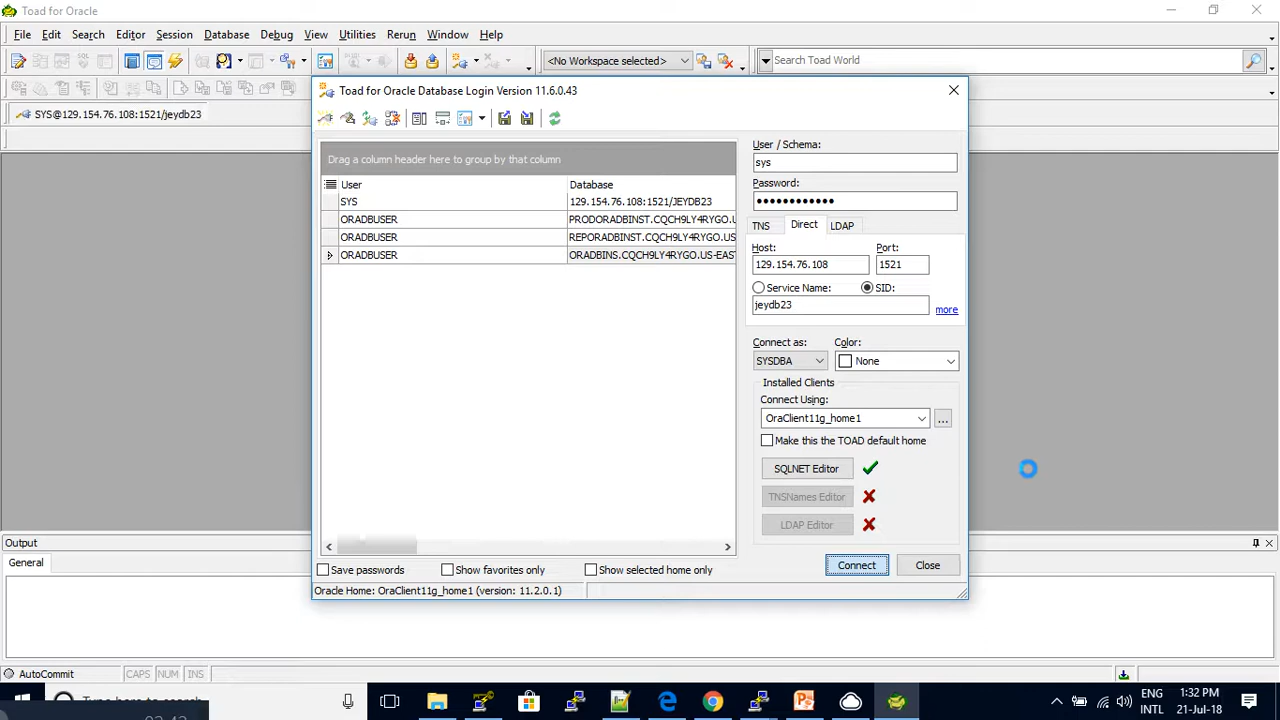 Toad for Oracle
File Edit Search Editor Session Database Debug View Utilities Rerun Window Help
SQL <No Workspace selected> Search Toad World
SYS@129.154.76.108:1521/jeydb23
Toad for Oracle Database Login Version 11.6.0.43
Drag a column header here to group by that column
User Database
SYS 129.154.76.108:1521/JEYDB23
ORADBUSER PRODORADBINST.CQCH9LY4RYGO.U
ORADBUSER REPORADBINST.CQCH9LY4RYGO.US
ORADBUSER ORADBINS.CQCH9LY4RYGO.US-EAST
User / Schema:
sys
Password:
●●●●●●●●●●●●
TNS Direct LDAP
Host: Port:
129.154.76.108 1521
Service Name: SID:
jeydb23 more
Connect as: Color:
SYSDBA None
Installed Clients
Connect Using:
OraClient11g_home1 ...
Make this the TOAD default home
SQLNET Editor
TNSNames Editor
LDAP Editor
Save passwords Show favorites only Show selected home only
Connect Close
Oracle Home: OraClient11g_home1 (version: 11.2.0.1)
Output
General
AutoCommit CAPS NUM INS
Type here to search
ENG 1:32 PM
INTL 21-Jul-18